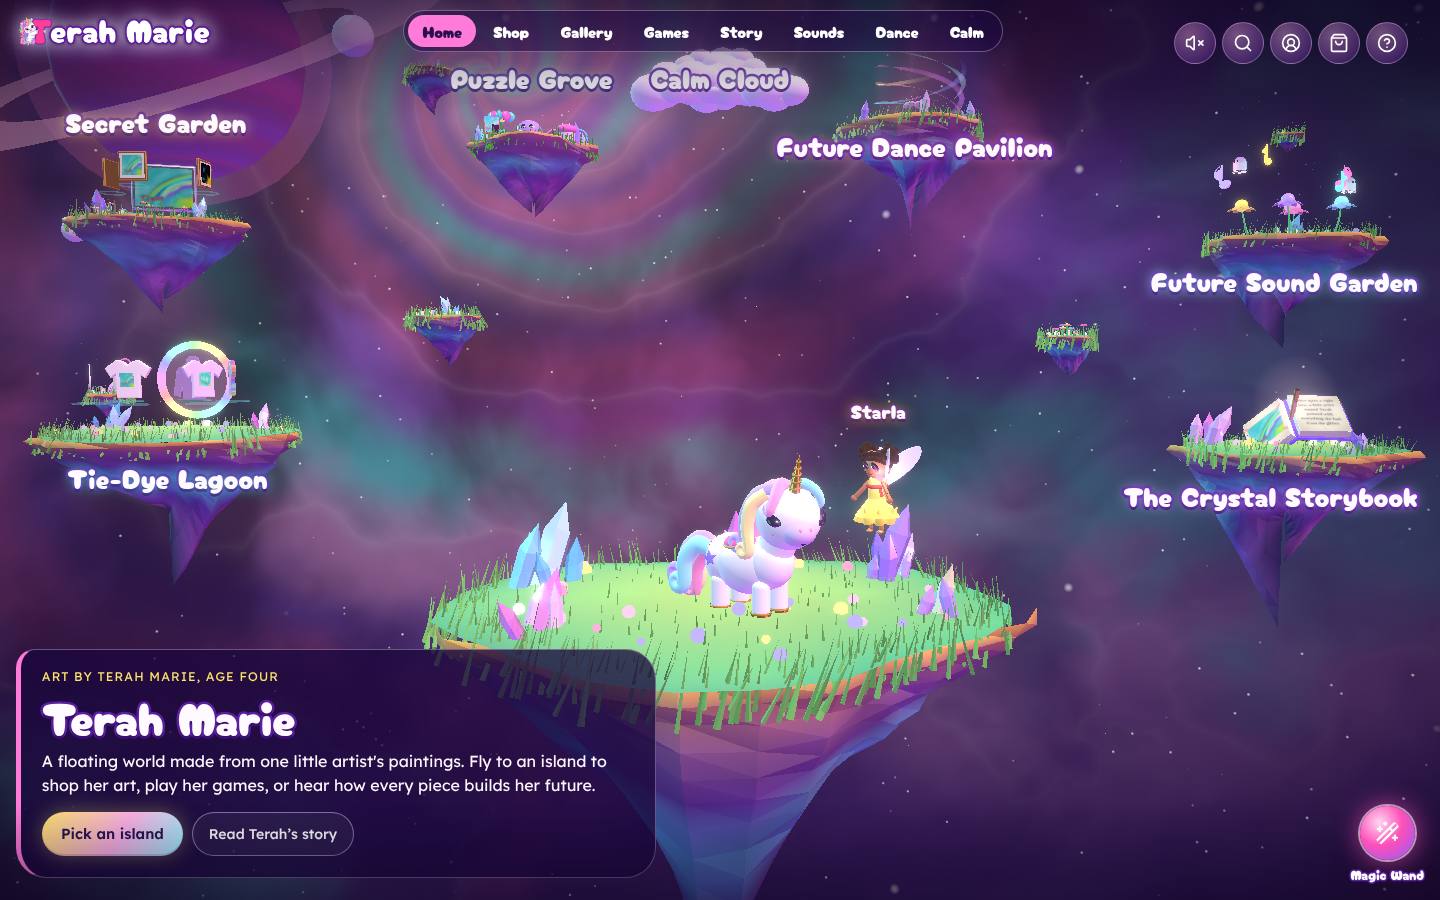 Terah Marie
Home
Shop
Gallery
Games
Story
Sounds
Dance
Calm
Puzzle Grove
Calm Cloud
Secret Garden
Future Dance Pavilion
Future Sound Garden
Starla
Tie-Dye Lagoon
The Crystal Storybook
ART BY TERAH MARIE, AGE FOUR
Terah Marie
A floating world made from one little artist's paintings. Fly to an island to
shop her art, play her games, or hear how every piece builds her future.
Pick an island
Read Terah’s story
Magic Wand